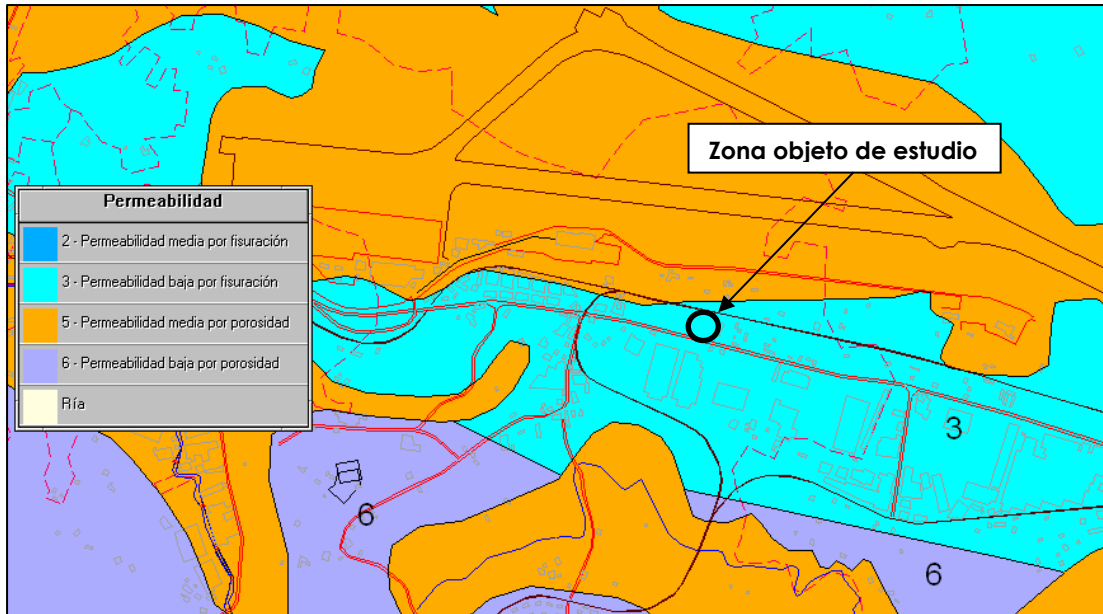 Zona objeto de estudio
Permeabilidad
2 - Permeabilidad media por fisuración
3 - Permeabilidad baja por fisuración
5 - Permeabilidad media por porosidad
6 - Permeabilidad baja por porosidad
Ría
3
6
6